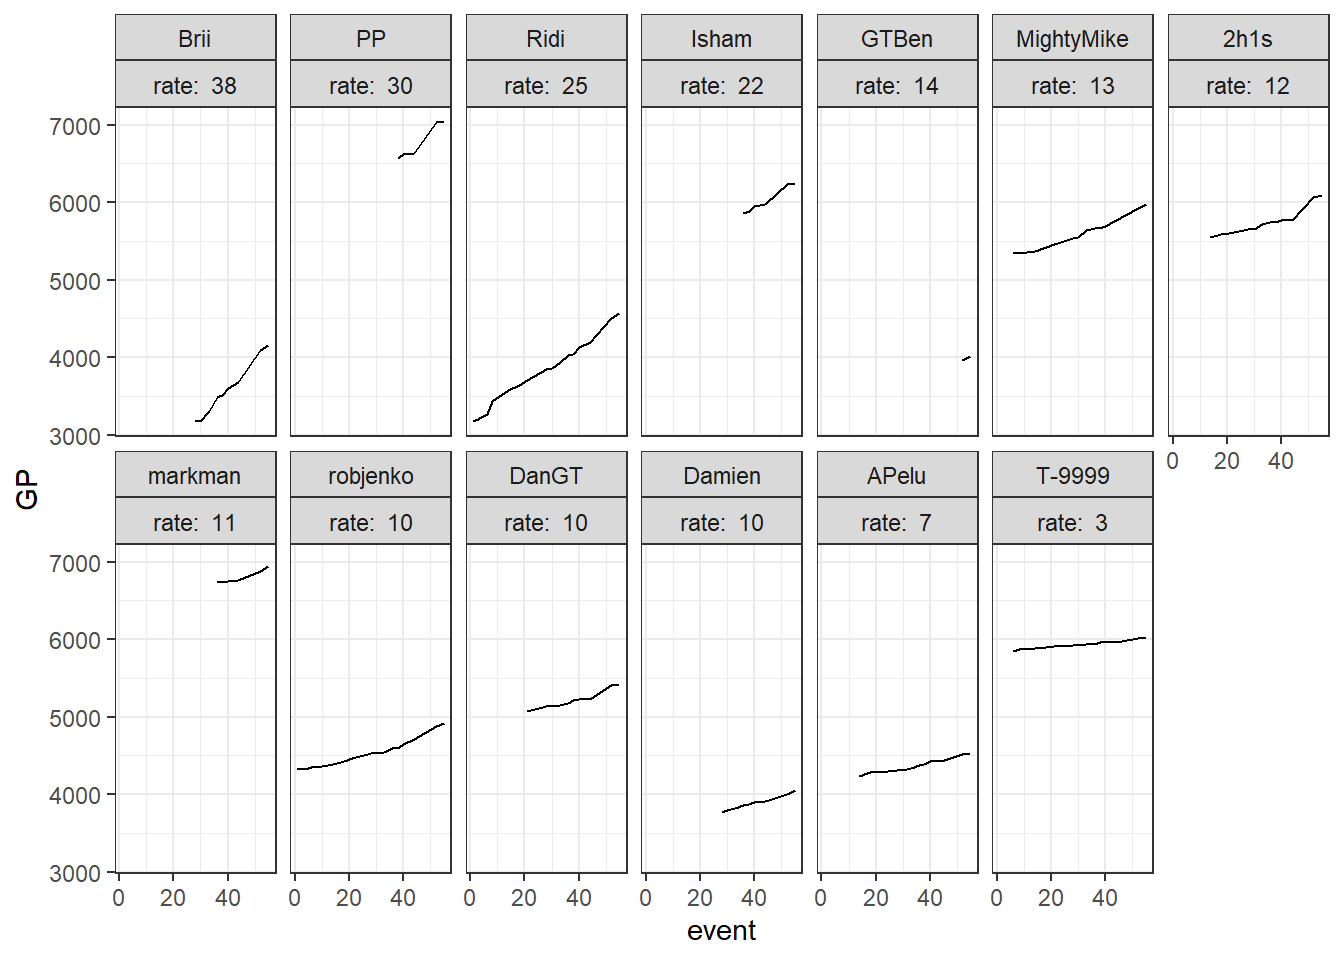 Brii PP Ridi Isham GTBen MightyMike 2h1s
rate: 38 rate: 30 rate: 25 rate: 22 rate: 14 rate: 13 rate: 12
7000
6000
5000
4000
3000
0 20 40
markman robjenko DanGT Damien APelu T-9999
rate: 11 rate: 10 rate: 10 rate: 10 rate: 7 rate: 3
7000
6000
5000
4000
3000
0 20 40 0 20 40 0 20 40 0 20 40 0 20 40 0 20 40
event
GP